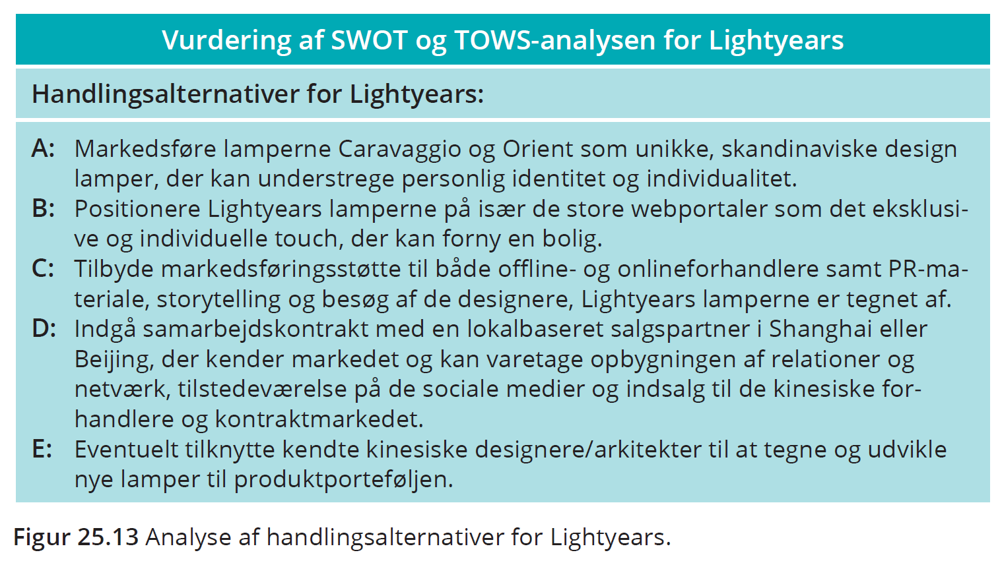 Vurdering af SWOT og TOWS-analysen for Lightyears
Handlingsalternativer for Lightyears:
A: Markedsføre lamperne Caravaggio og Orient som unikke, skandinaviske design
lamper, der kan understrege personlig identitet og individualitet.
B: Positionere Lightyears lamperne på især de store webportaler som det eksklusi-
ve og individuelle touch, der kan forny en bolig.
C: Tilbyde markedsføringsstøtte til både offline- og onlineforhandlere samt PR-ma-
teriale, storytelling og besøg af de designere, Lightyears lamperne er tegnet af.
D: Indgå samarbejdskontrakt med en lokalbaseret salgspartner i Shanghai eller
Beijing, der kender markedet og kan varetage opbygningen af relationer og
netværk, tilstedeværelse på de sociale medier og indsalg til de kinesiske for-
handlere og kontraktmarkedet.
E: Eventuelt tilknytte kendte kinesiske designere/arkitekter til at tegne og udvikle
nye lamper til produktporteføljen.
Figur 25.13 Analyse af handlingsalternativer for Lightyears.